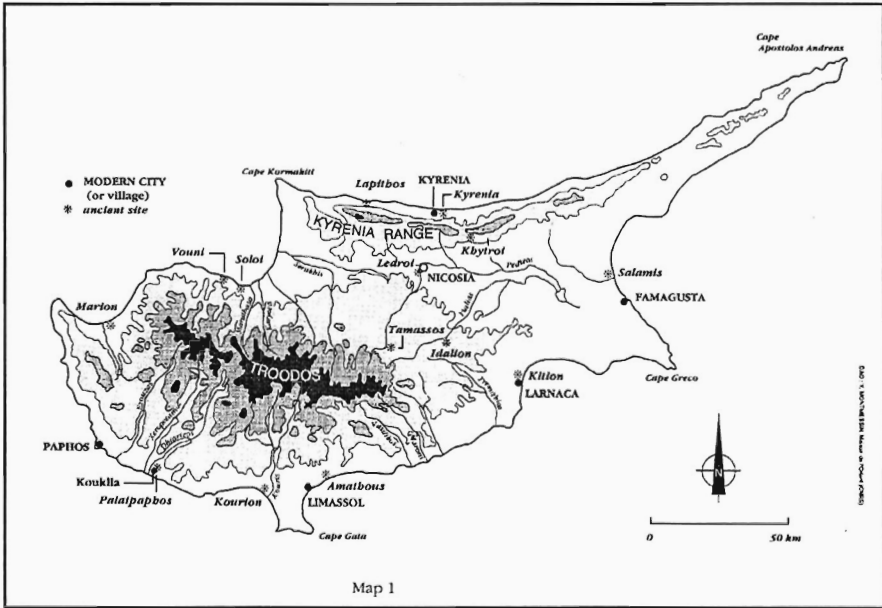 Cape
Apostolos Andreas
MODERN CITY
(or village)
ancient site
Cape Kormakiti
Lapithos
KYRENIA
Kyrenia
KYRENIA RANGE
Khytroi
Vouni
Soloi
Ledroi
NICOSIA
Salamis
FAMAGUSTA
Marion
Tamassos
Idalion
TROODOS
Kition
LARNACA
Cape Greco
PAPHOS
Kouklia
Palaipaphos
Kourion
Amathous
LIMASSOL
Cape Gata
N
0 50 km
Map 1